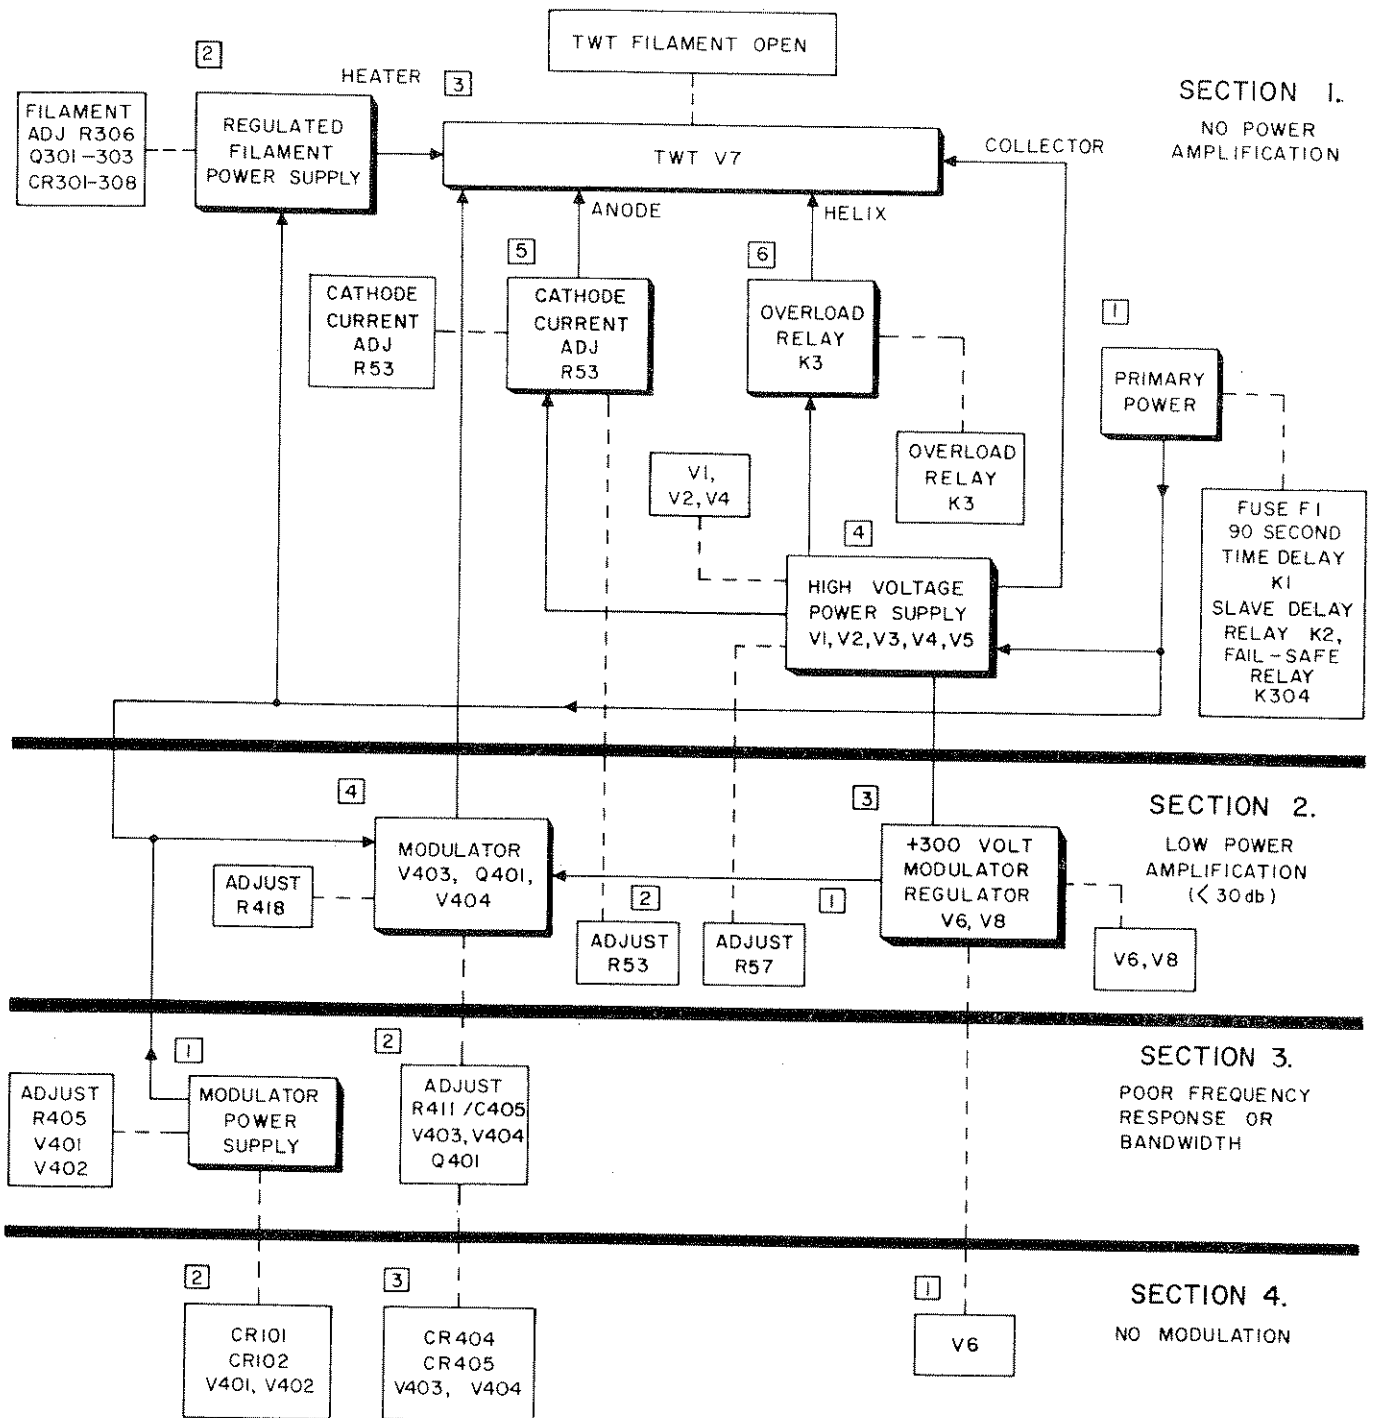 TWT FILAMENT OPEN
2
HEATER
3
SECTION 1.
NO POWER
AMPLIFICATION
FILAMENT
ADJ R306
Q301-303
CR301-308
REGULATED
FILAMENT
POWER SUPPLY
TWT V7
COLLECTOR
ANODE
HELIX
5
6
CATHODE
CURRENT
ADJ
R53
CATHODE
CURRENT
ADJ
R53
OVERLOAD
RELAY
K3
1
PRIMARY
POWER
V1,
V2, V4
OVERLOAD
RELAY
K3
FUSE F1
90 SECOND
TIME DELAY
K1
SLAVE DELAY
RELAY K2,
FAIL-SAFE
RELAY
K304
4
HIGH VOLTAGE
POWER SUPPLY
V1, V2, V3, V4, V5
SECTION 2.
LOW POWER
AMPLIFICATION
(< 30 db)
4
MODULATOR
V403, Q401,
V404
ADJUST
R418
2
ADJUST
R53
1
ADJUST
R57
3
+300 VOLT
MODULATOR
REGULATOR
V6, V8
V6, V8
SECTION 3.
POOR FREQUENCY
RESPONSE OR
BANDWIDTH
1
ADJUST
R405
V401
V402
MODULATOR
POWER
SUPPLY
2
ADJUST
R411 /C405
V403, V404
Q401
SECTION 4.
NO MODULATION
2
CR101
CR102
V401, V402
3
CR404
CR405
V403, V404
1
V6